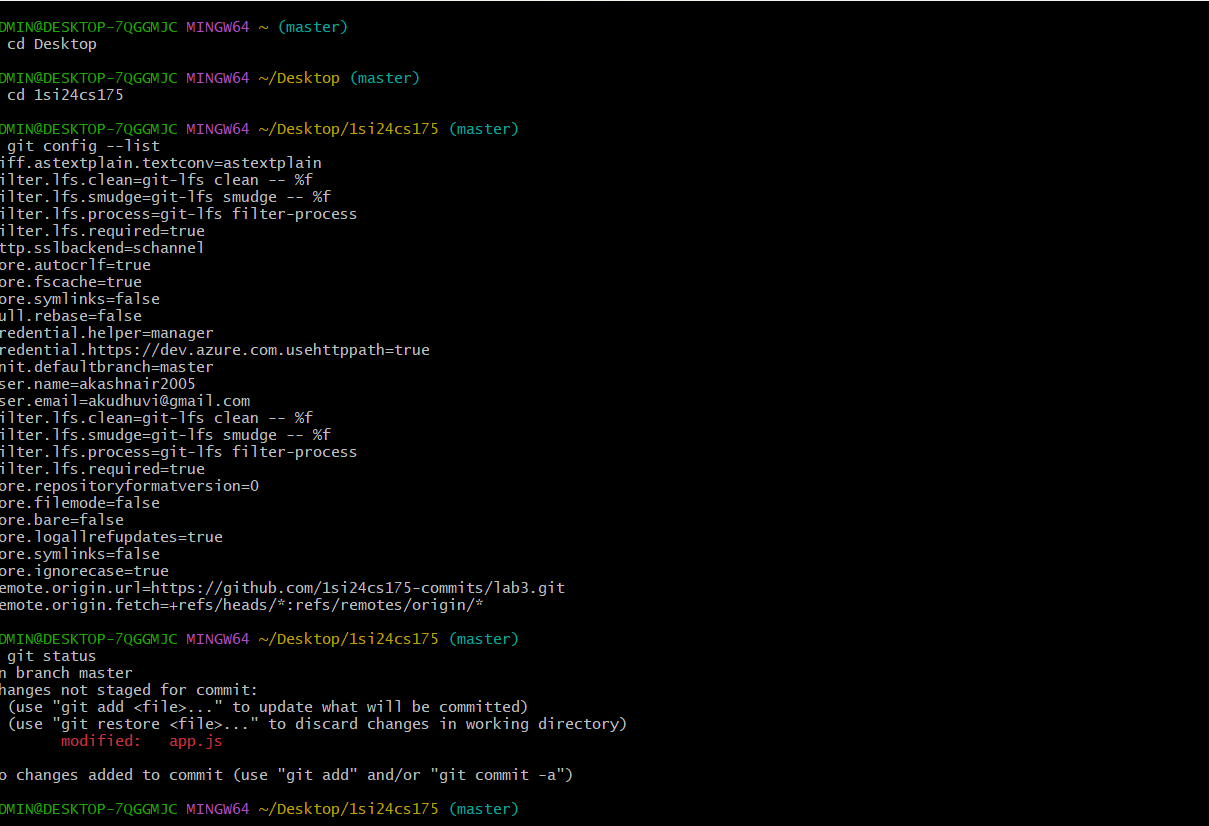 DMIN@DESKTOP-7QGGMJC MINGW64 ~ (master)
cd Desktop
DMIN@DESKTOP-7QGGMJC MINGW64 ~/Desktop (master)
cd 1si24cs175
DMIN@DESKTOP-7QGGMJC MINGW64 ~/Desktop/1si24cs175 (master)
git config --list
iff.astextplain.textconv=astextplain
ilter.lfs.clean=git-lfs clean -- %f
ilter.lfs.smudge=git-lfs smudge -- %f
ilter.lfs.process=git-lfs filter-process
ilter.lfs.required=true
ttp.sslbackend=schannel
ore.autocrlf=true
ore.fscache=true
ore.symlinks=false
ull.rebase=false
redential.helper=manager
redential.https://dev.azure.com.usehttppath=true
nit.defaultbranch=master
ser.name=akashnair2005
ser.email=akudhuvi@gmail.com
ilter.lfs.clean=git-lfs clean -- %f
ilter.lfs.smudge=git-lfs smudge -- %f
ilter.lfs.process=git-lfs filter-process
ilter.lfs.required=true
ore.repositoryformatversion=0
ore.filemode=false
ore.bare=false
ore.logallrefupdates=true
ore.symlinks=false
ore.ignorecase=true
emote.origin.url=https://github.com/1si24cs175-commits/lab3.git
emote.origin.fetch=+refs/heads/*:refs/remotes/origin/*
DMIN@DESKTOP-7QGGMJC MINGW64 ~/Desktop/1si24cs175 (master)
git status
n branch master
hanges not staged for commit:
(use "git add <file>..." to update what will be committed)
(use "git restore <file>..." to discard changes in working directory)
modified:   app.js
o changes added to commit (use "git add" and/or "git commit -a")
DMIN@DESKTOP-7QGGMJC MINGW64 ~/Desktop/1si24cs175 (master)